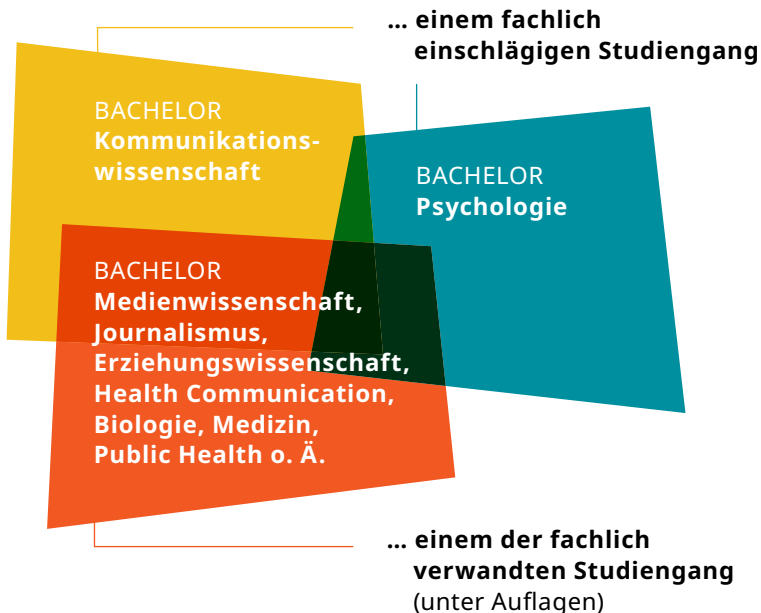 ... einem fachlich
einschlägigen Studiengang
BACHELOR
Kommunikations-
wissenschaft
BACHELOR
Psychologie
BACHELOR
Medienwissenschaft,
Journalismus,
Erziehungswissenschaft,
Health Communication,
Biologie, Medizin,
Public Health o. Ä.
... einem der fachlich
verwandten Studiengang
(unter Auflagen)